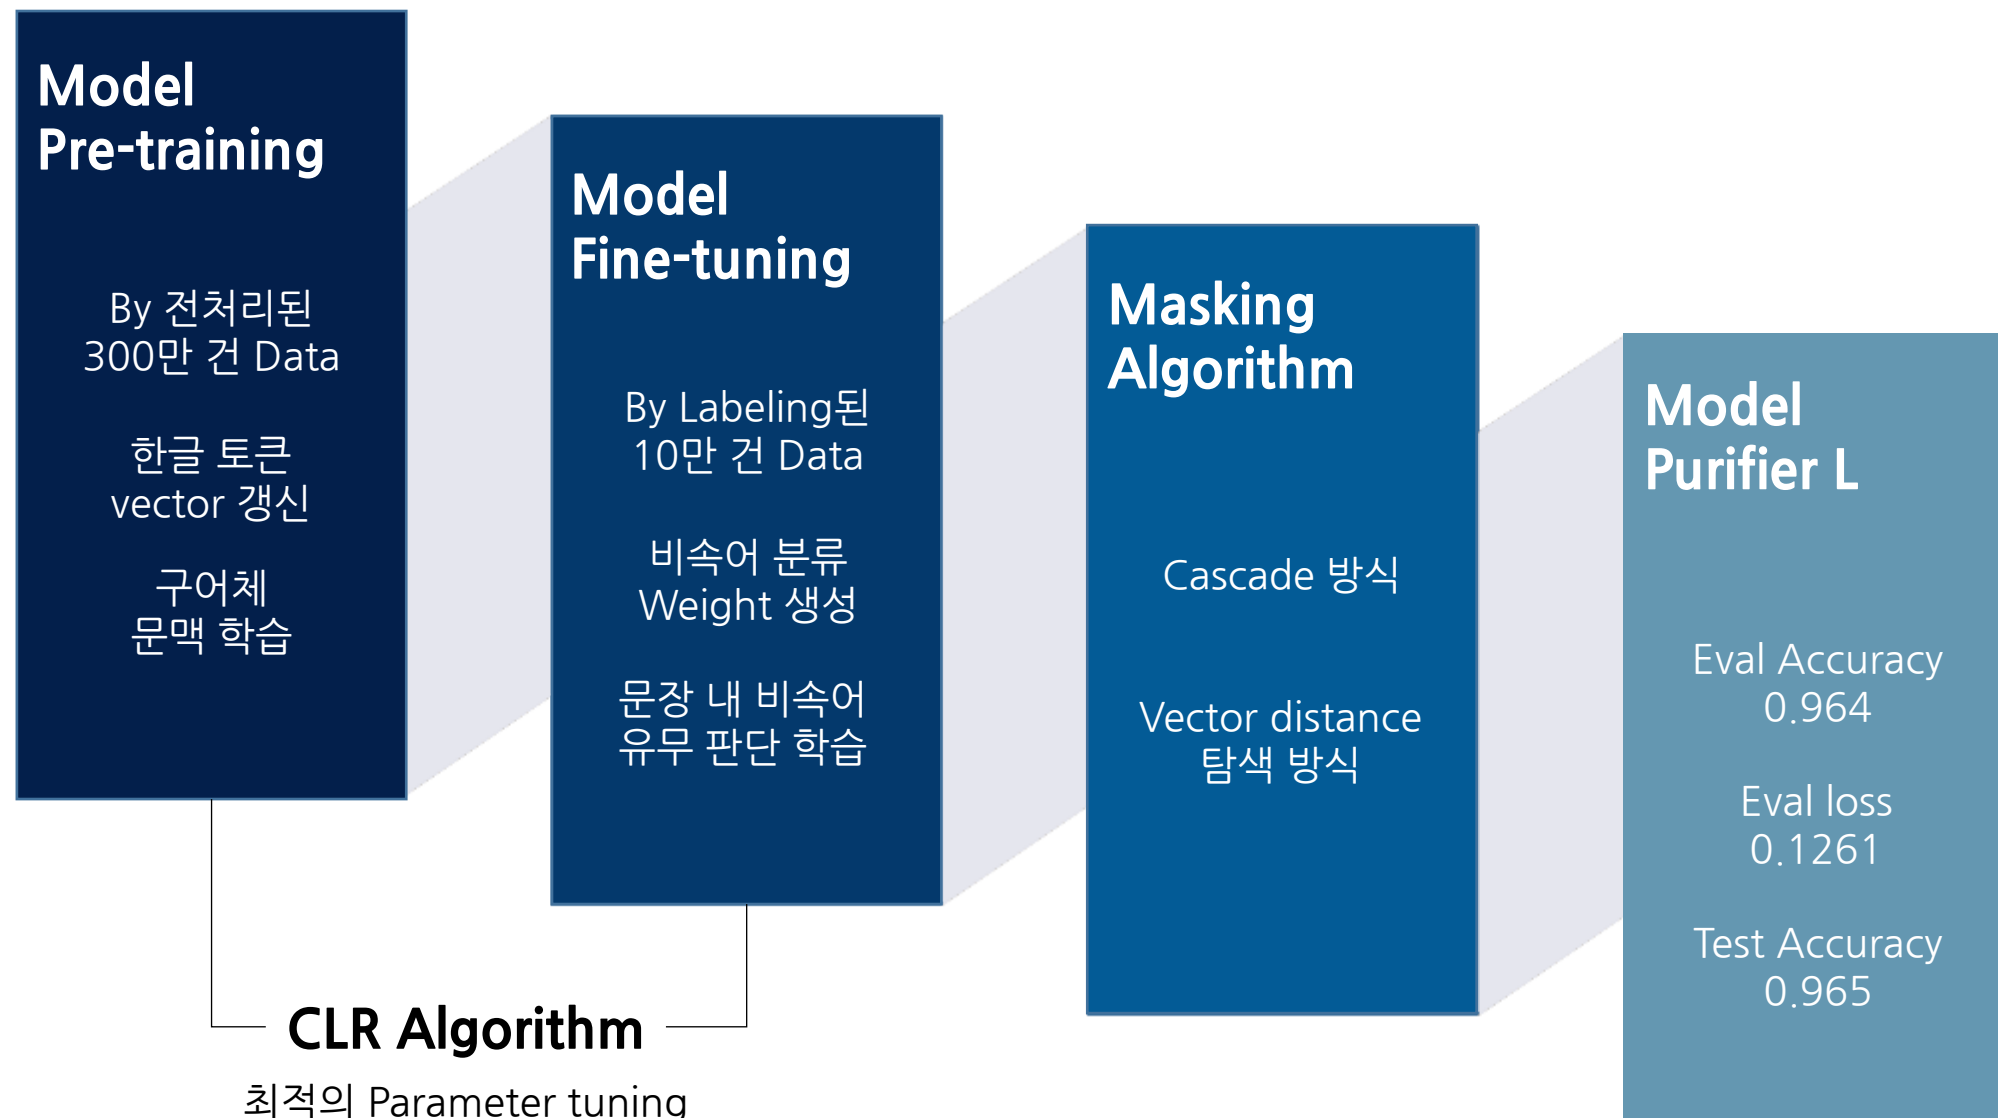 Model
Pre-training
By 전처리된
300만 건 Data
한글 토큰
vector 갱신
구어체
문맥 학습
Model
Fine-tuning
By Labeling된
10만 건 Data
비속어 분류
Weight 생성
문장 내 비속어
유무 판단 학습
CLR Algorithm
최적의 Parameter tuning
Masking
Algorithm
Cascade 방식
Vector distance
탐색 방식
Model
Purifier L
Eval Accuracy
0.964
Eval loss
0.1261
Test Accuracy
0.965